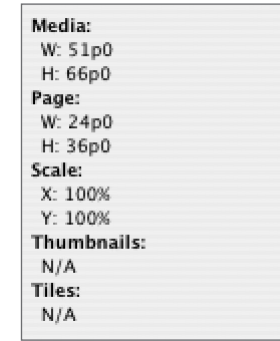 Media:
W: 51p0
H: 66p0
Page:
W: 24p0
H: 36p0
Scale:
X: 100%
Y: 100%
Thumbnails:
N/A
Tiles:
N/A